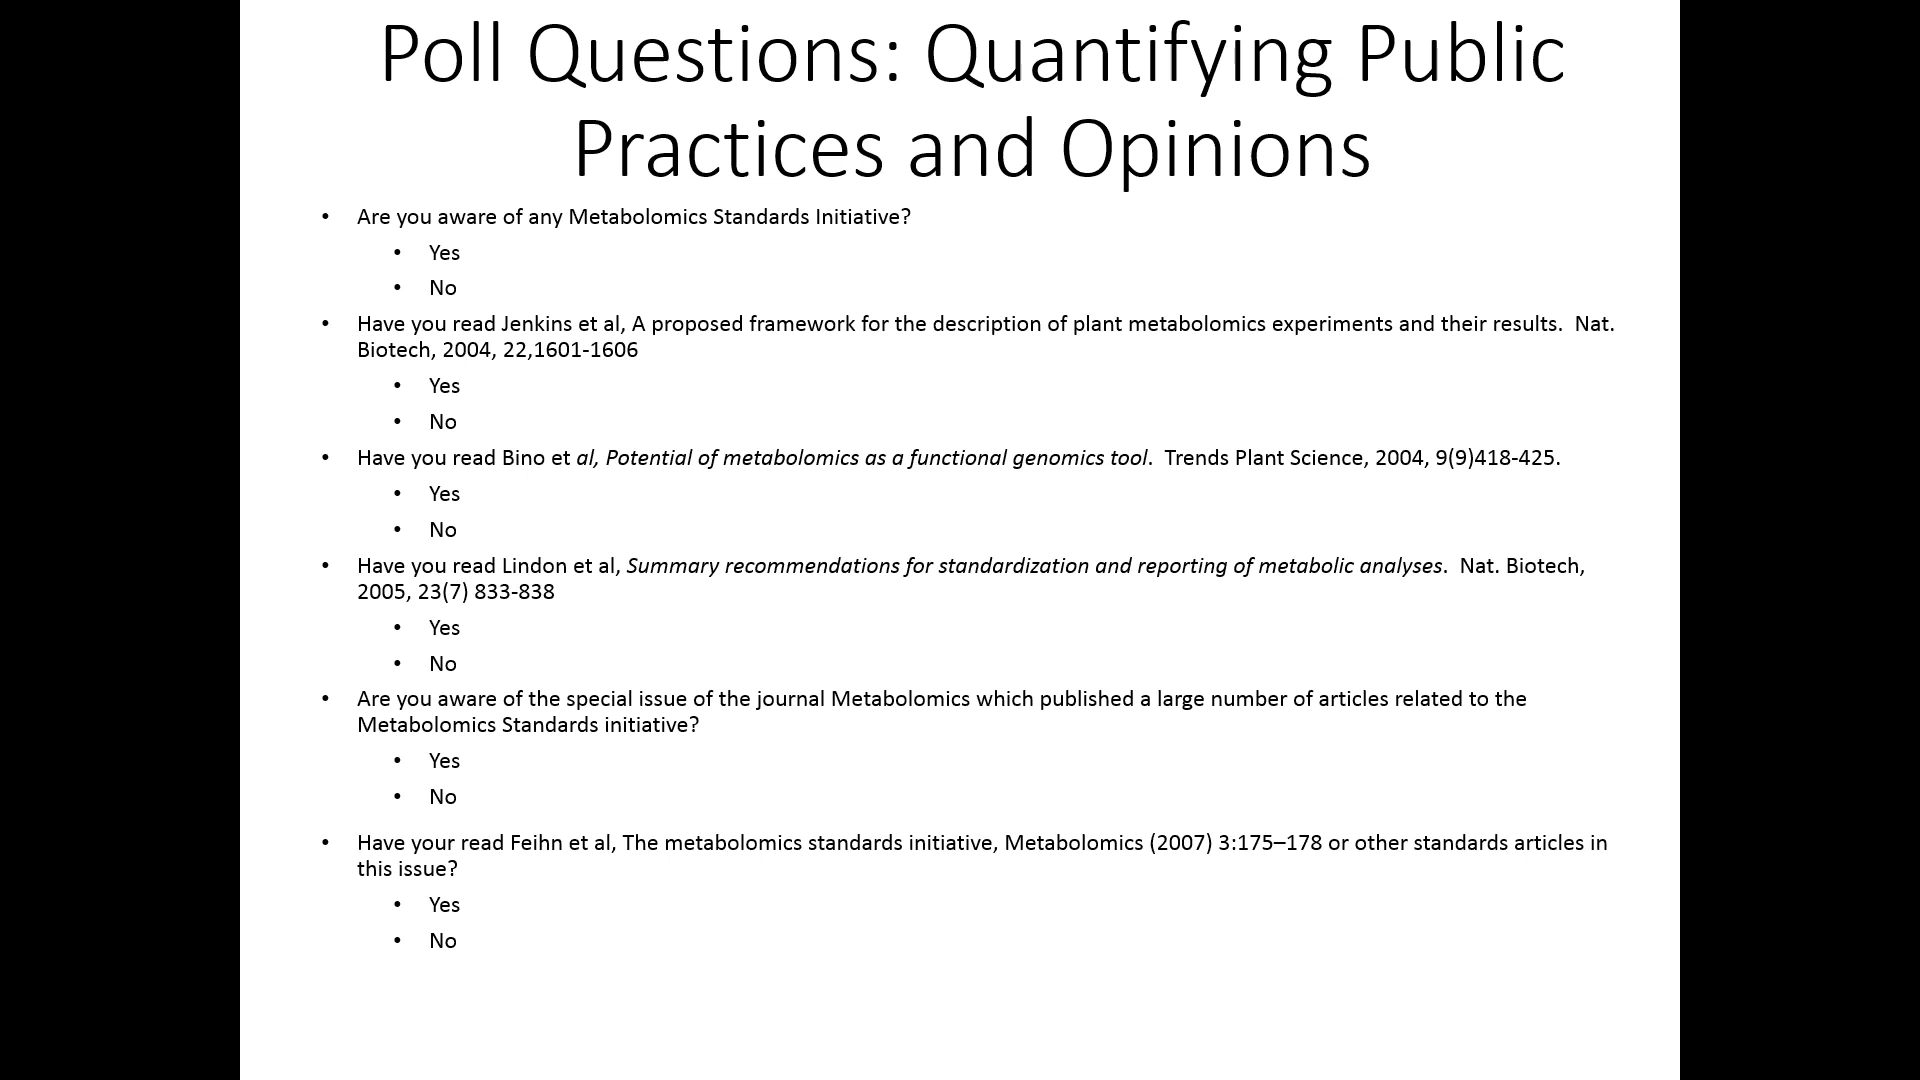 Poll Questions: Quantifying Public
Practices and Opinions
• Are you aware of any Metabolomics Standards Initiative?
• Yes
• No
• Have you read Jenkins et al, A proposed framework for the description of plant metabolomics experiments and their results.  Nat.
Biotech, 2004, 22,1601-1606
• Yes
• No
• Have you read Bino et al, Potential of metabolomics as a functional genomics tool.  Trends Plant Science, 2004, 9(9)418-425.
• Yes
• No
• Have you read Lindon et al, Summary recommendations for standardization and reporting of metabolic analyses.  Nat. Biotech,
2005, 23(7) 833-838
• Yes
• No
• Are you aware of the special issue of the journal Metabolomics which published a large number of articles related to the
Metabolomics Standards initiative?
• Yes
• No
• Have your read Feihn et al, The metabolomics standards initiative, Metabolomics (2007) 3:175–178 or other standards articles in
this issue?
• Yes
• No